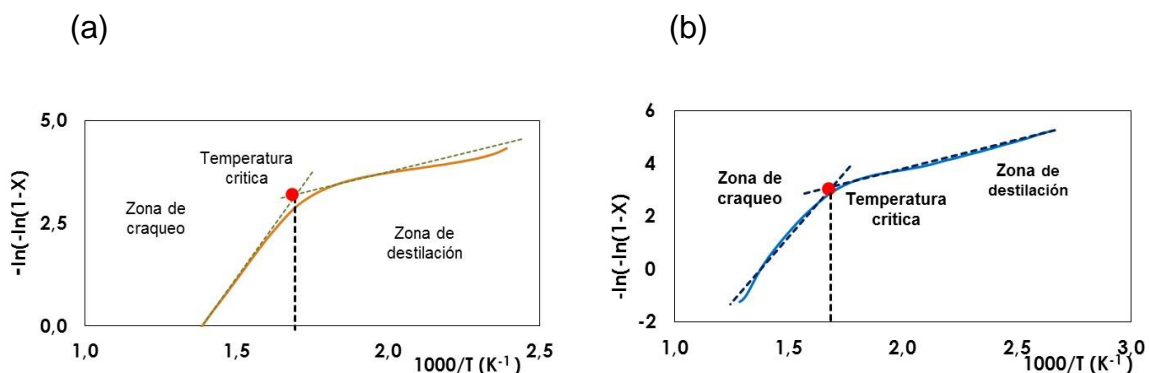 (a)
5,0
2,5
0,0
-ln(-ln(1-X)
Temperatura
critica
Zona de
craqueo
Zona de
destilación
1,0 1,5 2,0 2,5
1000/T (K-1)
(b)
6
4
2
0
-2
-ln(-ln(1-X)
Zona de
craqueo
Temperatura
critica
Zona de
destilación
1,0 1,5 2,0 2,5 3,0
1000/T (K-1)